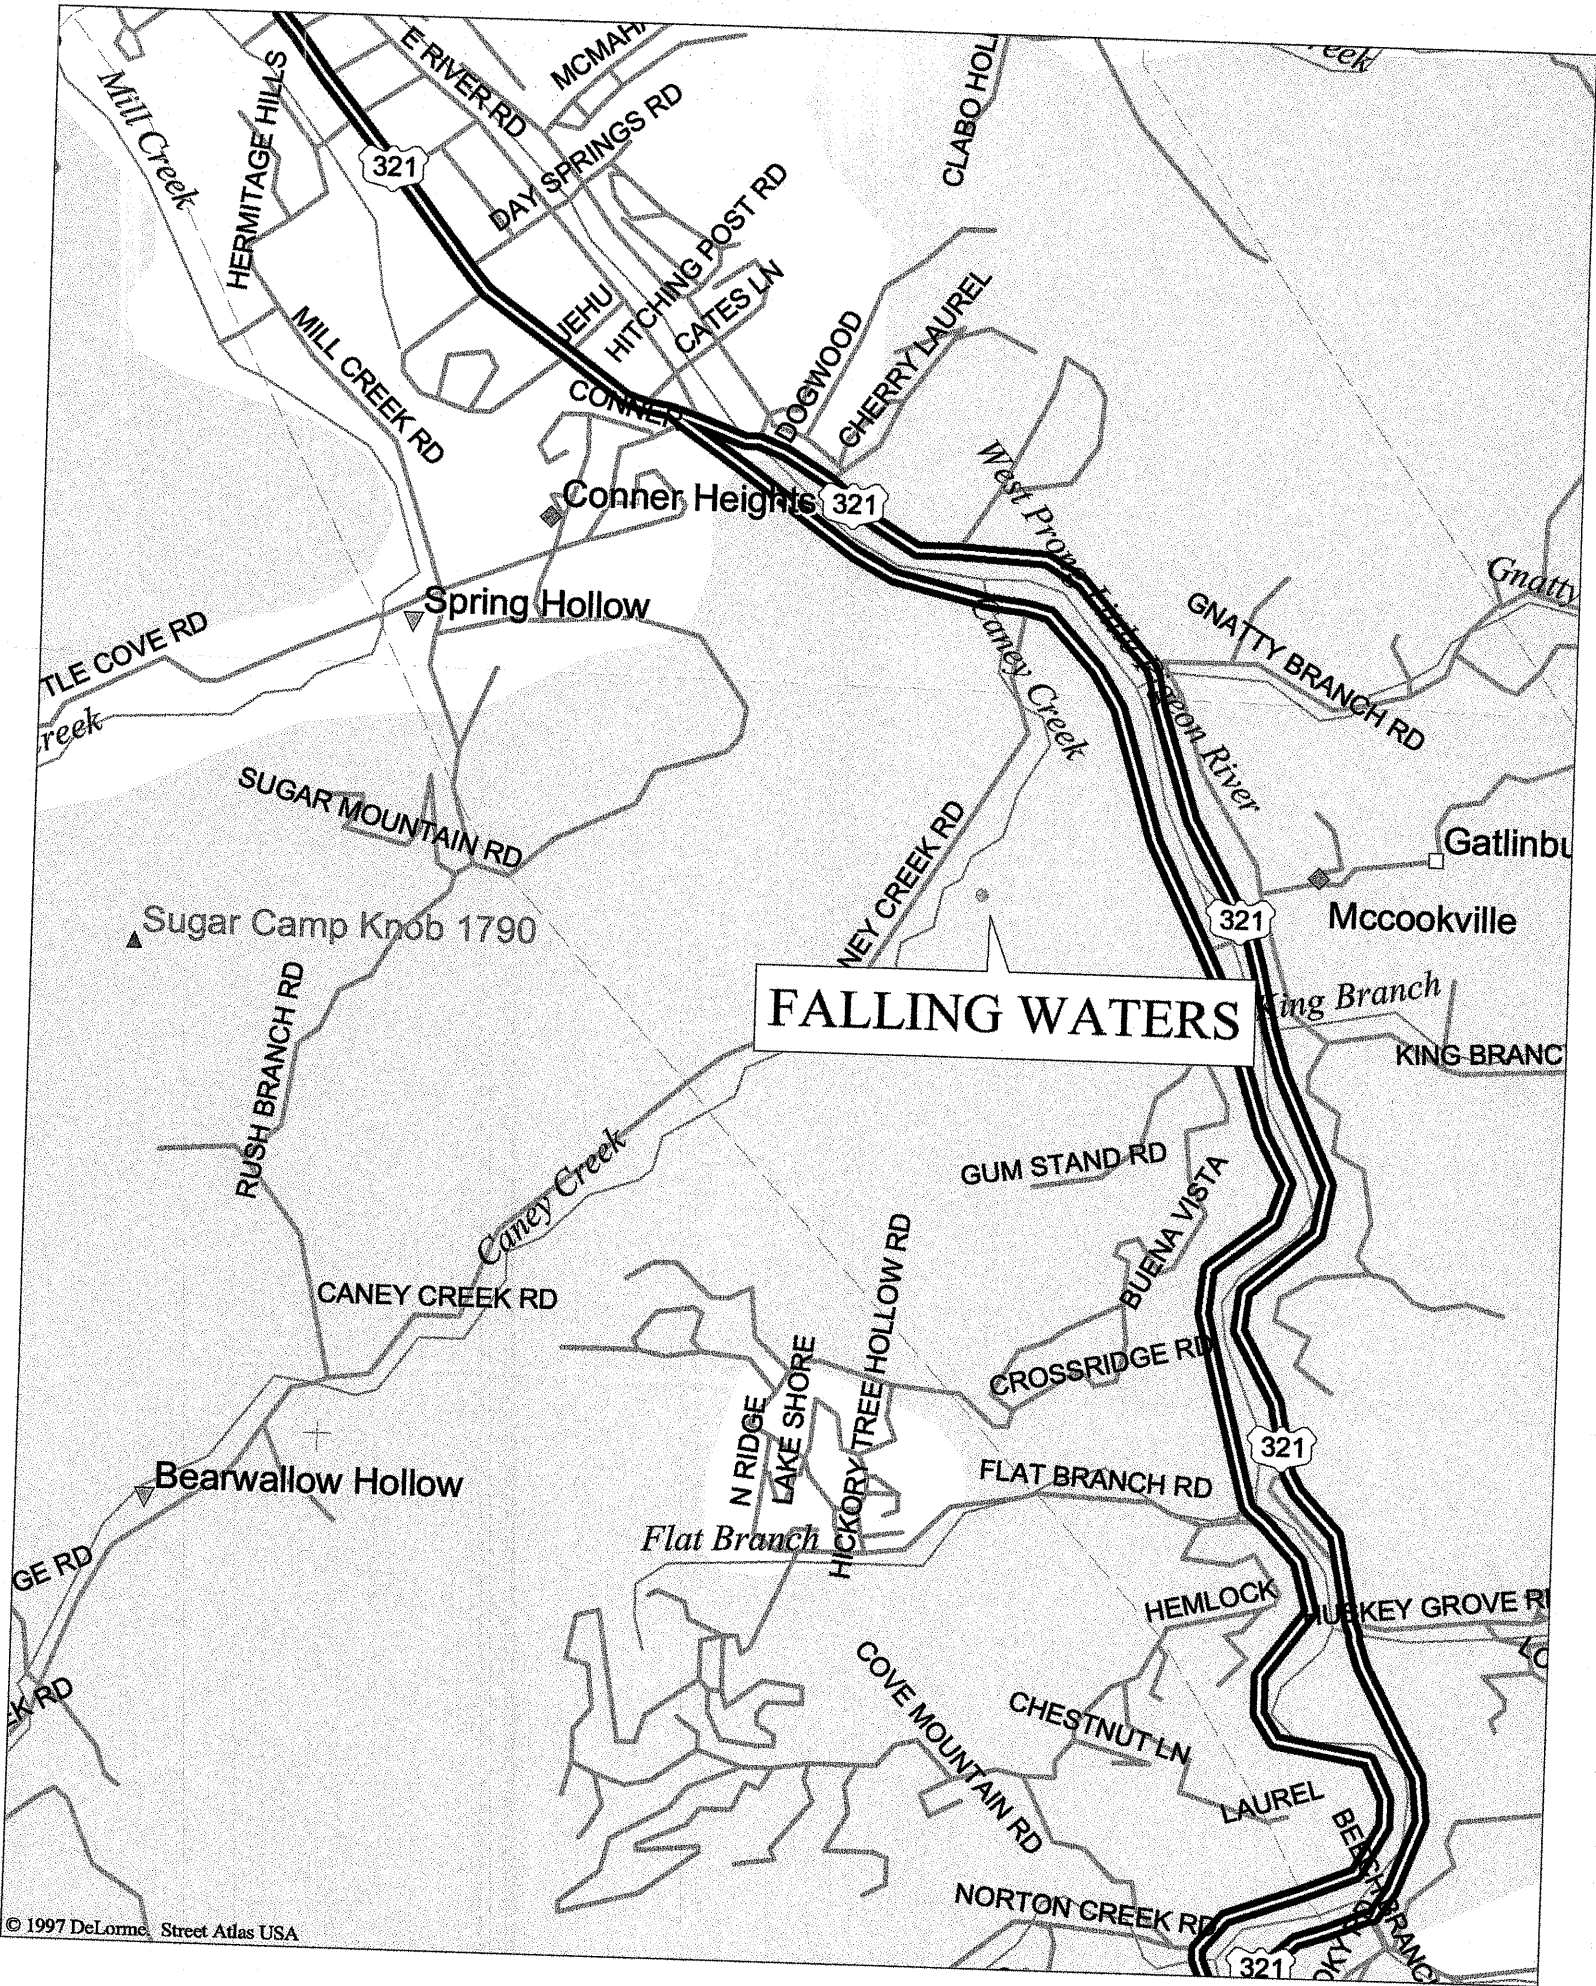 Mill Creek
HERMITAGE HILLS
E RIVER RD
CLABO
321
DAY SPRINGS RD
HITCHING POST RD
JEHU
CATES LN
MILL CREEK RD
DOGWOOD
CHERRY LAUREL
CONNER
Conner Heights
321
West Prong Little Pigeon River
Gnatty
Spring Hollow
GNATTY BRANCH RD
TLE COVE RD
Caney Creek
reek
SUGAR MOUNTAIN RD
NEY CREEK RD
Gatlinbu
Sugar Camp Knob 1790
321
Mccookville
FALLING WATERS
King Branch
KING BRANC
RUSH BRANCH RD
GUM STAND RD
Caney Creek
BUENA VISTA
CANEY CREEK RD
HICKORY TREE HOLLOW RD
CROSSRIDGE RD
N RIDGE
LAKE SHORE
321
Bearwallow Hollow
FLAT BRANCH RD
Flat Branch
GE RD
HEMLOCK
HUSKEY GROVE
EK RD
COVE MOUNTAIN RD
CHESTNUT LN
LAUREL
NORTON CREEK RD
321
© 1997 DeLorme. Street Atlas USA